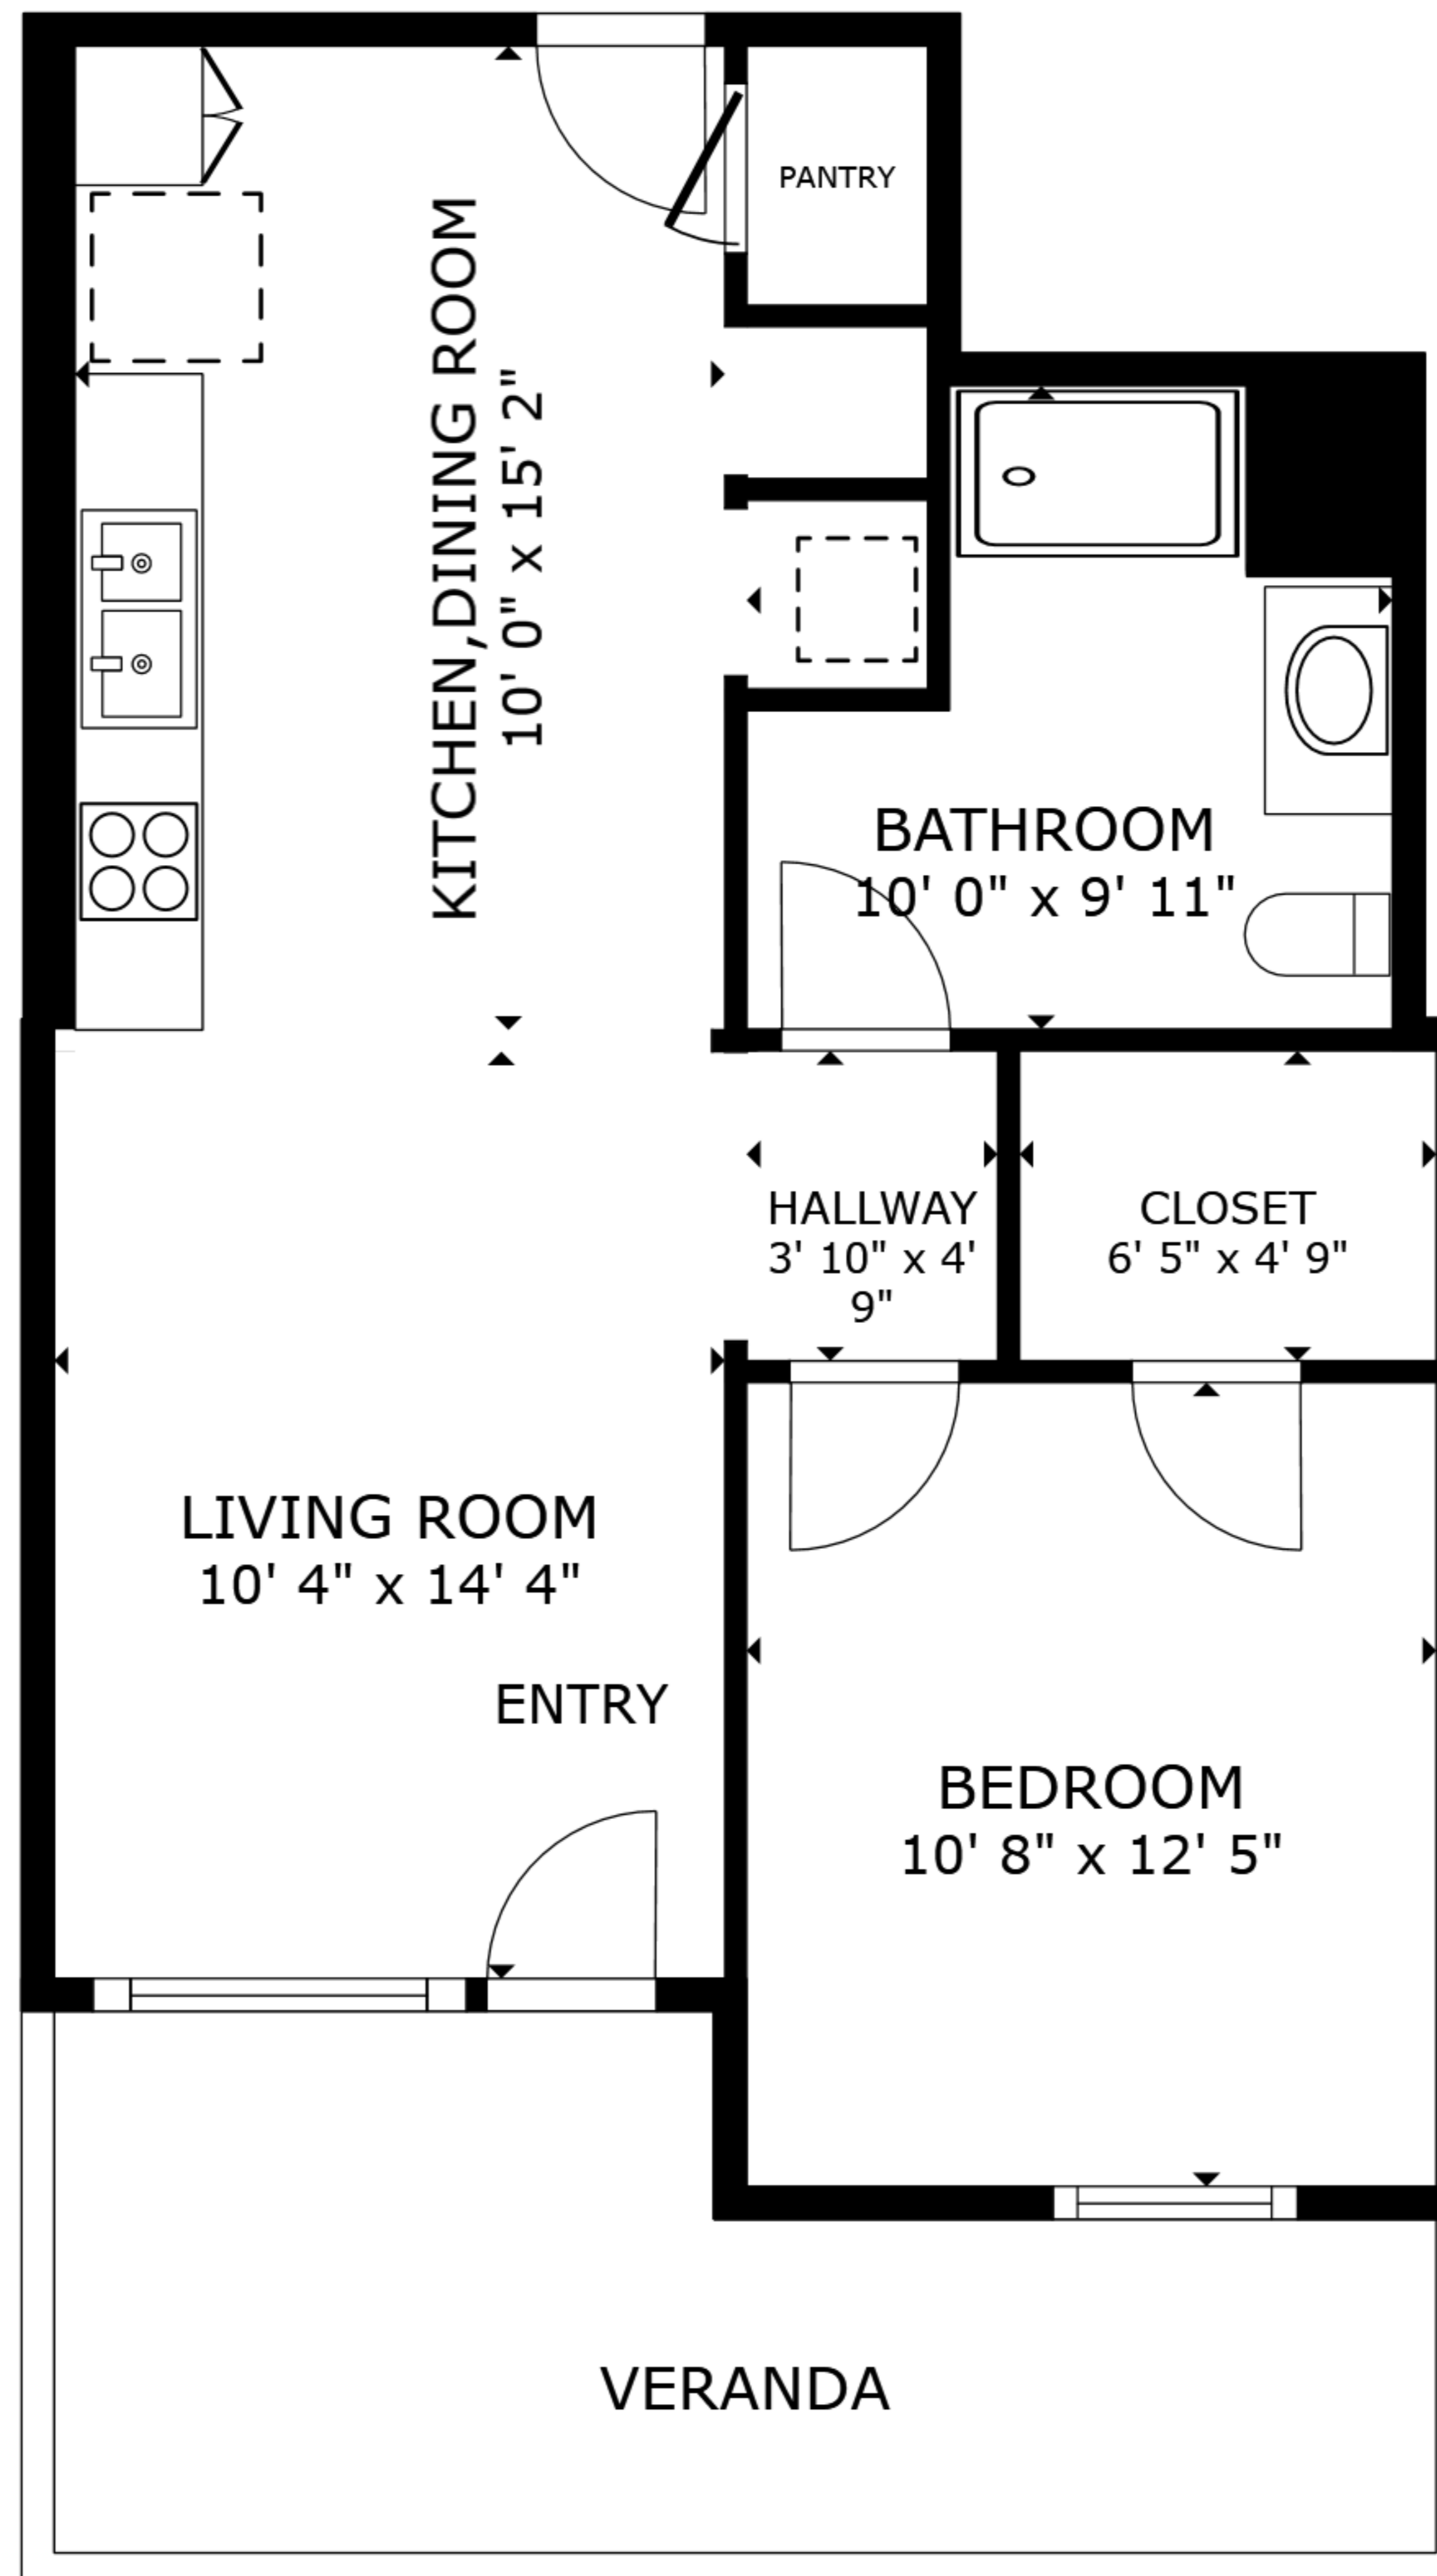 PANTRY
KITCHEN,DINING ROOM
10' 0" x 15' 2"
BATHROOM
10' 0" x 9' 11"
HALLWAY
3' 10" x 4'
9"
CLOSET
6' 5" x 4' 9"
LIVING ROOM
10' 4" x 14' 4"
ENTRY
BEDROOM
10' 8" x 12' 5"
VERANDA